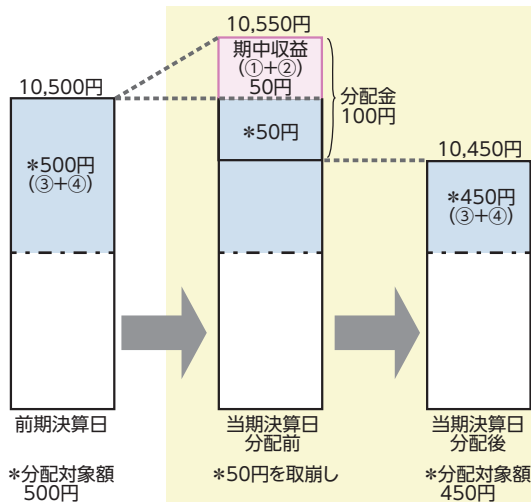 10,550円
期中収益
(①+②)
50円
10,500円
分配金
100円
*50円
10,450円
*500円
(③+④)
*450円
(③+④)
前期決算日
当期決算日
分配前
当期決算日
分配後
*分配対象額
500円
*50円を取崩し
*分配対象額
450円